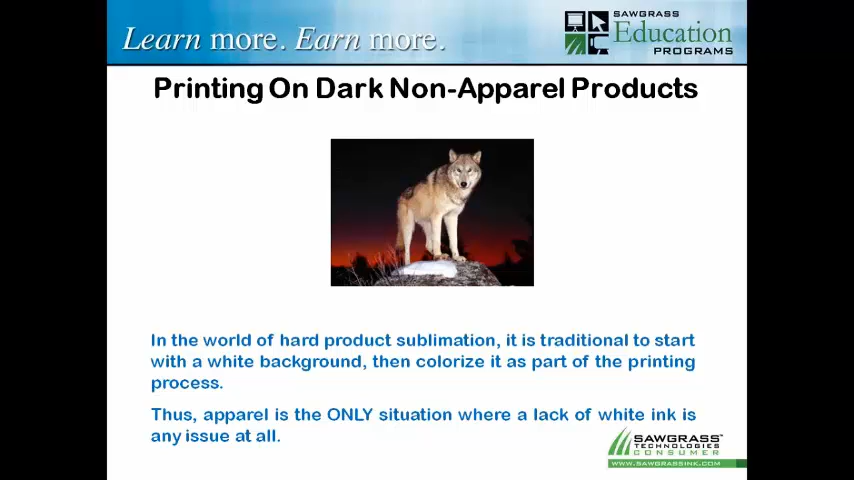 Learn more. Earn more.
SAWGRASS
Education
PROGRAMS
Printing On Dark Non-Apparel Products
In the world of hard product sublimation, it is traditional to start
with a white background, then colorize it as part of the printing
process.
Thus, apparel is the ONLY situation where a lack of white ink is
any issue at all.
SAWGRASS
TECHNOLOGIES
CONSUMER
WWW.SAWGRASSINK.COM